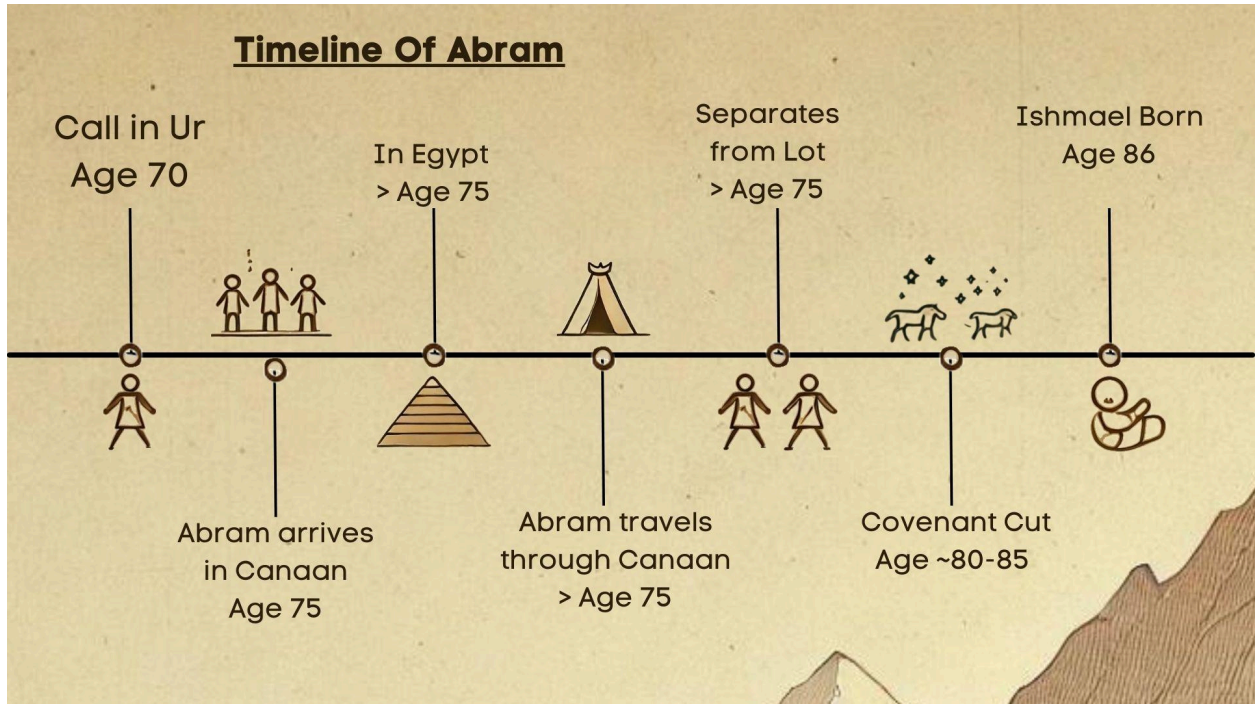 Timeline Of Abram
Call in Ur
Age 70
Abram arrives
in Canaan
Age 75
In Egypt
> Age 75
Abram travels
through Canaan
> Age 75
Separates
from Lot
> Age 75
Covenant Cut
Age ~80-85
Ishmael Born
Age 86